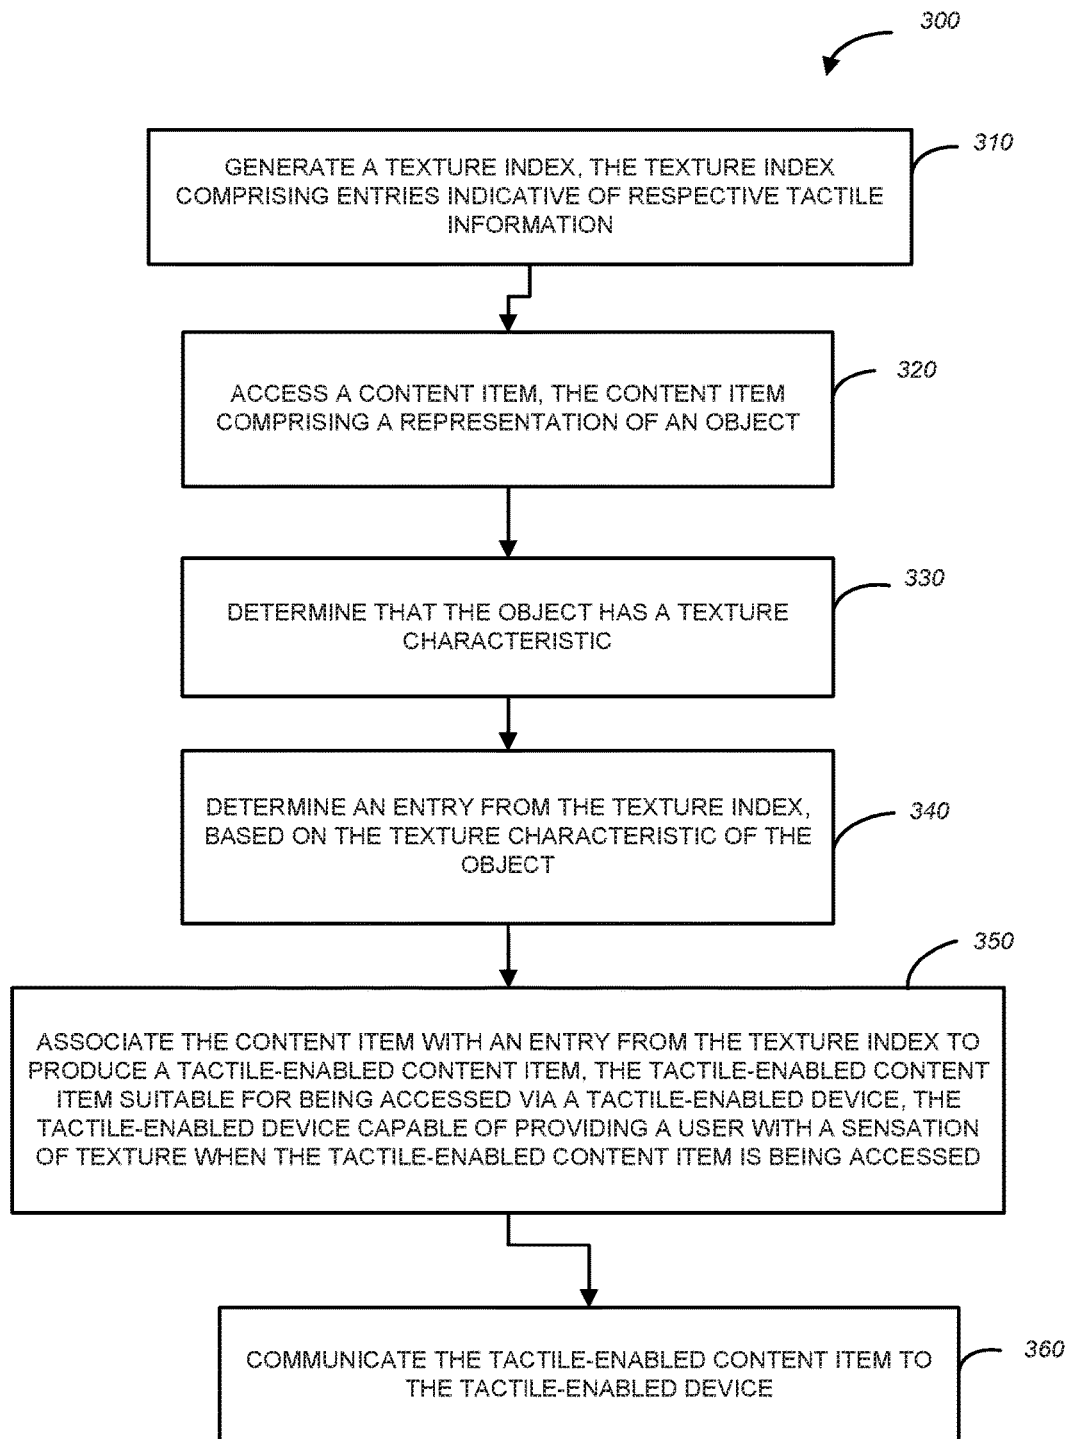 300
310
GENERATE A TEXTURE INDEX, THE TEXTURE INDEX
COMPRISING ENTRIES INDICATIVE OF RESPECTIVE TACTILE
INFORMATION
320
ACCESS A CONTENT ITEM, THE CONTENT ITEM
COMPRISING A REPRESENTATION OF AN OBJECT
330
DETERMINE THAT THE OBJECT HAS A TEXTURE
CHARACTERISTIC
340
DETERMINE AN ENTRY FROM THE TEXTURE INDEX,
BASED ON THE TEXTURE CHARACTERISTIC OF THE
OBJECT
350
ASSOCIATE THE CONTENT ITEM WITH AN ENTRY FROM THE TEXTURE INDEX TO
PRODUCE A TACTILE-ENABLED CONTENT ITEM, THE TACTILE-ENABLED CONTENT
ITEM SUITABLE FOR BEING ACCESSED VIA A TACTILE-ENABLED DEVICE, THE
TACTILE-ENABLED DEVICE CAPABLE OF PROVIDING A USER WITH A SENSATION
OF TEXTURE WHEN THE TACTILE-ENABLED CONTENT ITEM IS BEING ACCESSED
360
COMMUNICATE THE TACTILE-ENABLED CONTENT ITEM TO
THE TACTILE-ENABLED DEVICE